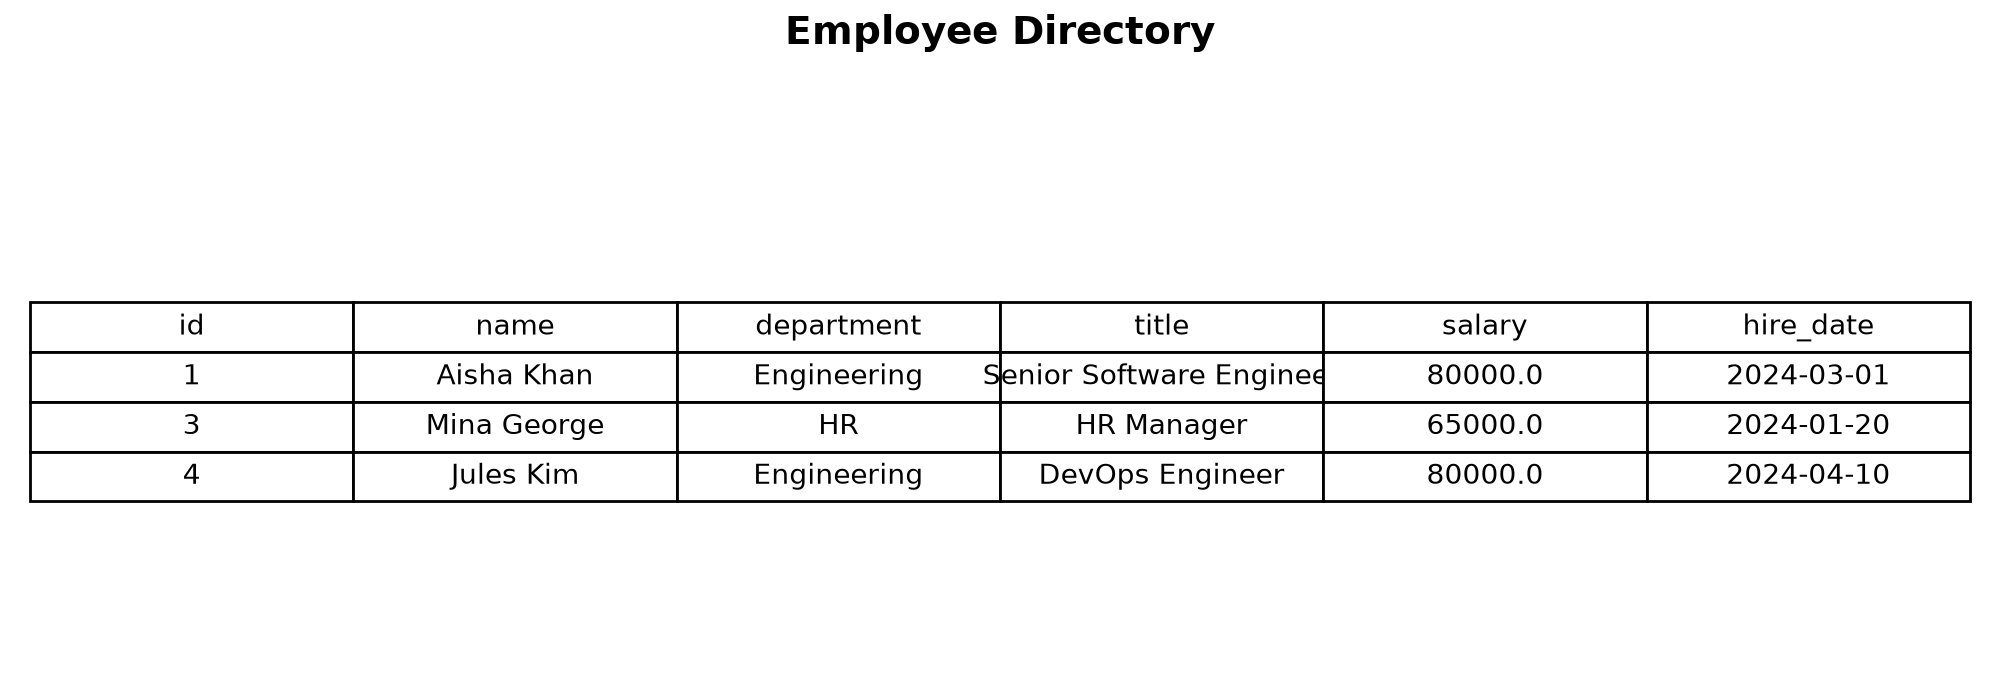 Employee Directory
id name department title salary hire_date
1 Aisha Khan Engineering Senior Software Enginee 80000.0 2024-03-01
3 Mina George HR HR Manager 65000.0 2024-01-20
4 Jules Kim Engineering DevOps Engineer 80000.0 2024-04-10